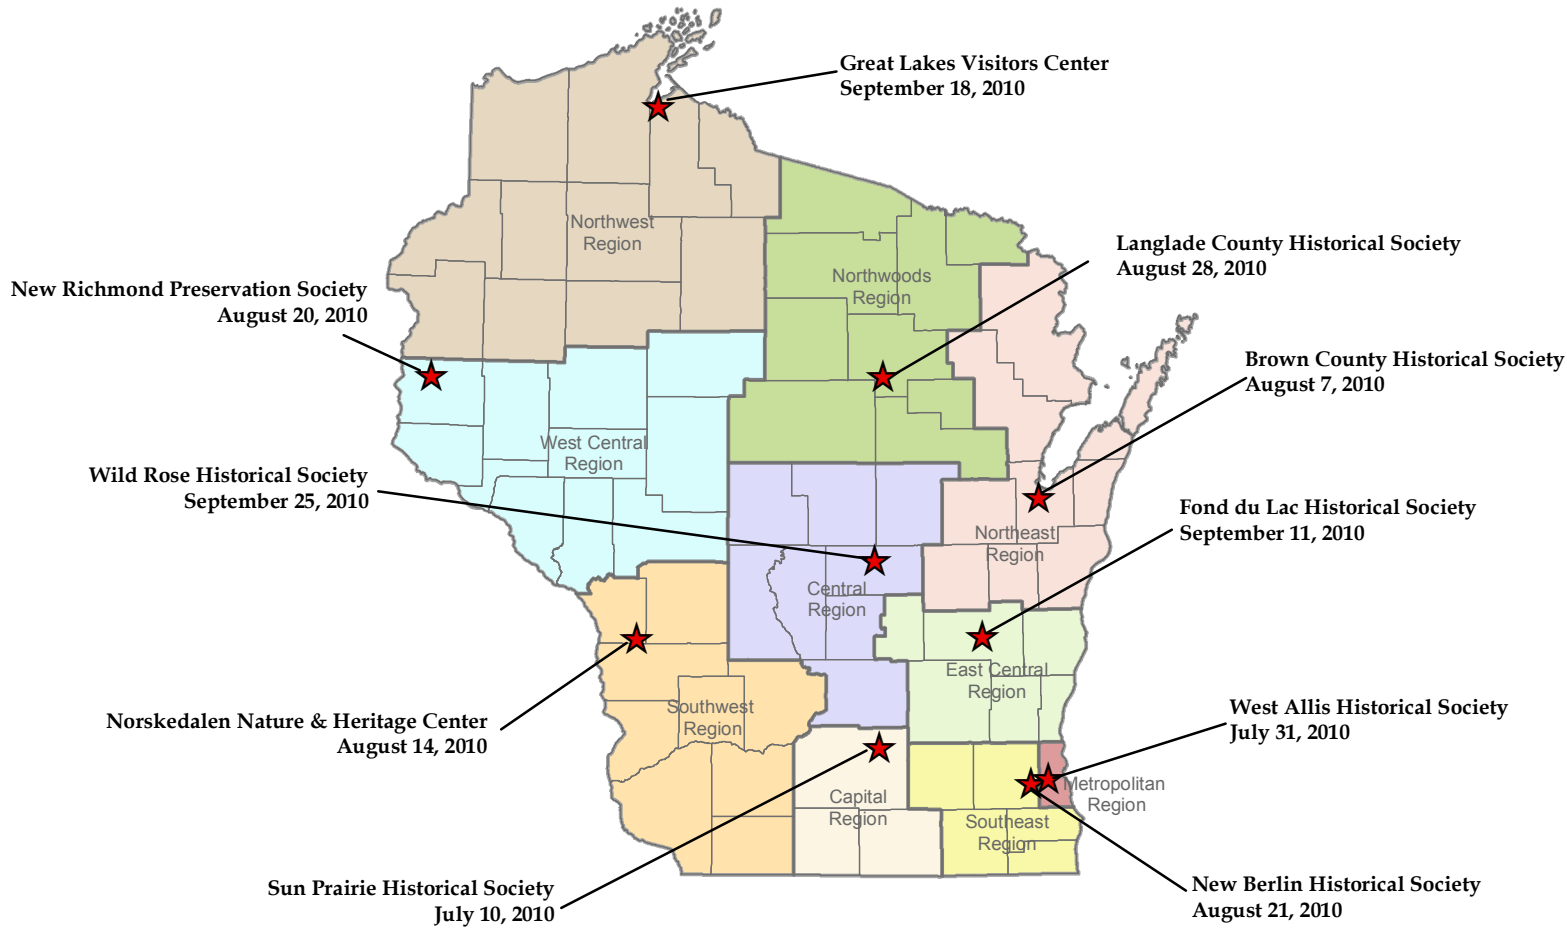 Great Lakes Visitors Center
September 18, 2010
Northwest
Region
Langlade County Historical Society
August 28, 2010
Northwoods
Region
New Richmond Preservation Society
August 20, 2010
Brown County Historical Society
August 7, 2010
West Central
Region
Wild Rose Historical Society
September 25, 2010
Fond du Lac Historical Society
September 11, 2010
Northeast
Region
Central
Region
East Central
Region
Southwest
Region
Norskedalen Nature & Heritage Center
August 14, 2010
West Allis Historical Society
July 31, 2010
Metropolitan
Region
Capital
Region
Southeast
Region
Sun Prairie Historical Society
July 10, 2010
New Berlin Historical Society
August 21, 2010